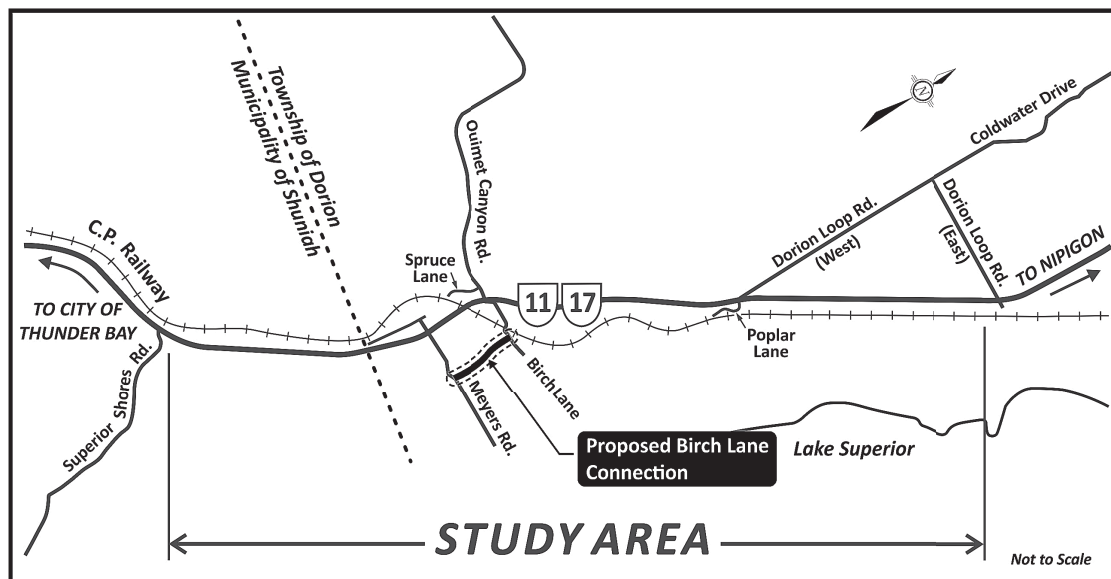 Township of Dorion
Municipality of Shuniah
Ouimet Canyon Rd.
N
Coldwater Drive
C.P. Railway
Spruce
Lane
Dorion Loop Rd.
(West)
Dorion Loop Rd.
(East)
TO NIPIGON
TO CITY OF
THUNDER BAY
11
17
Poplar
Lane
Superior Shores Rd.
Meyers Rd.
Birch Lane
Proposed Birch Lane
Connection
Lake Superior
STUDY AREA
Not to Scale